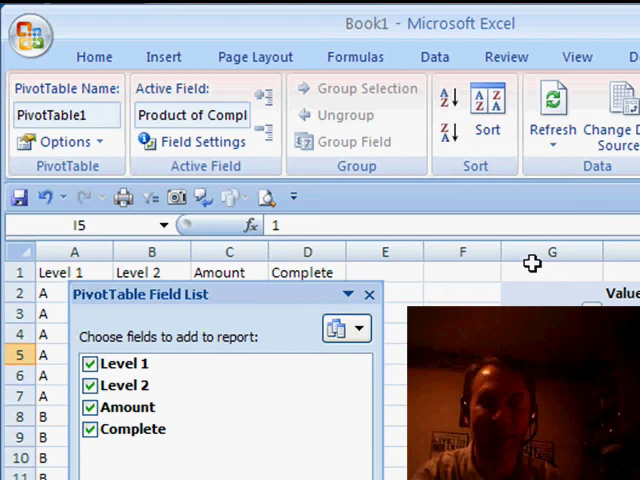 Book1 - Microsoft Excel
Home Insert Page Layout Formulas Data Review View D
PivotTable Name: Active Field: Group Selection
PivotTable1 Product of Compl Ungroup Sort Refresh Change D
Options Field Settings Group Field Source
PivotTable Active Field Group Sort Data
I5 fx 1
A B C D E F G
1 Level 1 Level 2 Amount Complete
2 A PivotTable Field List Value
3 A
4 A Choose fields to add to report:
5 A Level 1
6 A Level 2
7 A Amount
8 B Complete
9 B
10 B
11 B